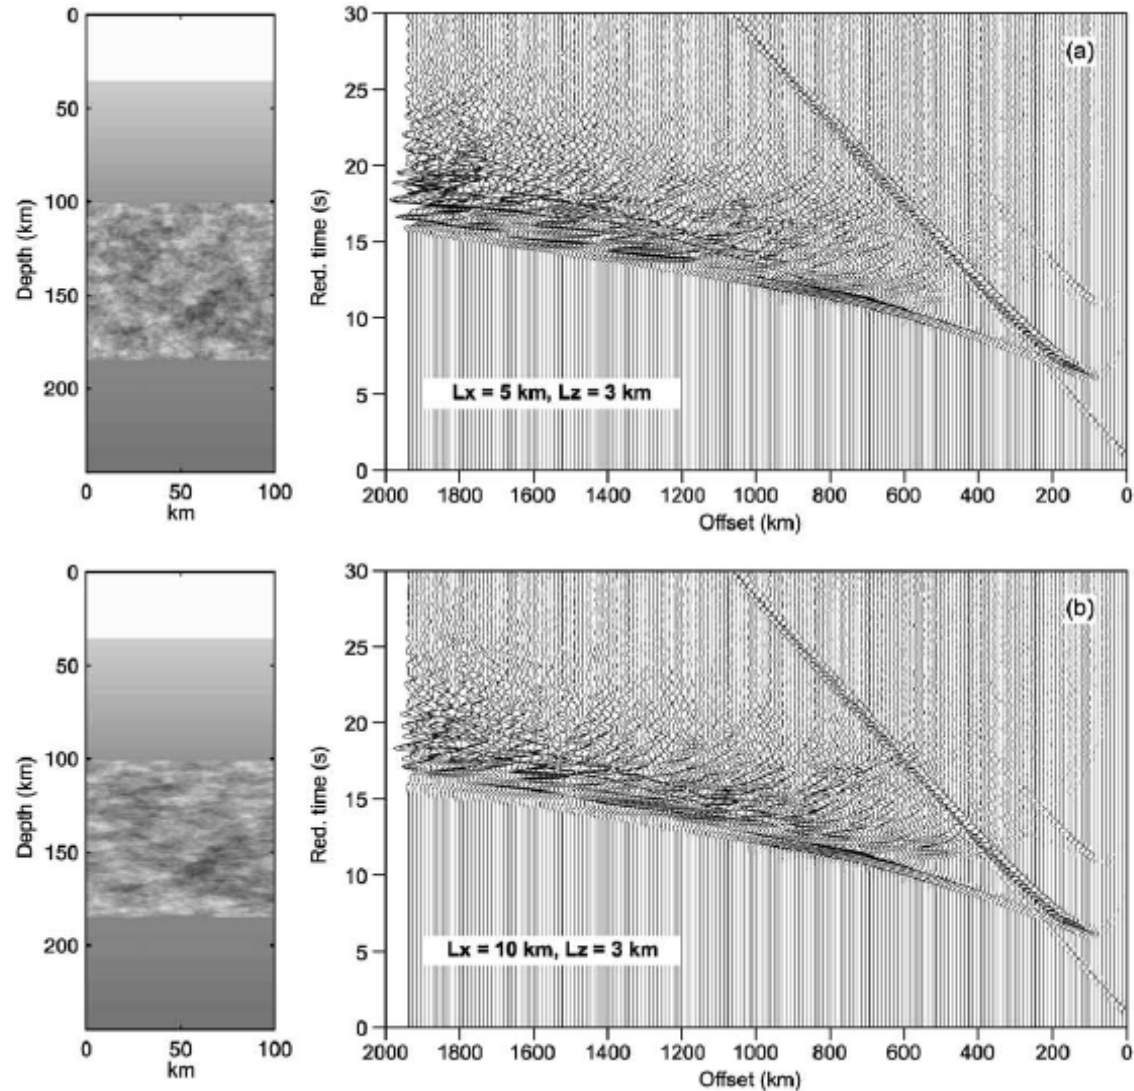 0
50
100
150
200
Depth (km)
0 50 100
km
30
25
20
15
10
5
0
Red. time (s)
(a)
Lx = 5 km, Lz = 3 km
2000 1800 1600 1400 1200 1000 800 600 400 200 0
Offset (km)
0
50
100
150
200
Depth (km)
0 50 100
km
30
25
20
15
10
5
0
Red. time (s)
(b)
Lx = 10 km, Lz = 3 km
2000 1800 1600 1400 1200 1000 800 600 400 200 0
Offset (km)